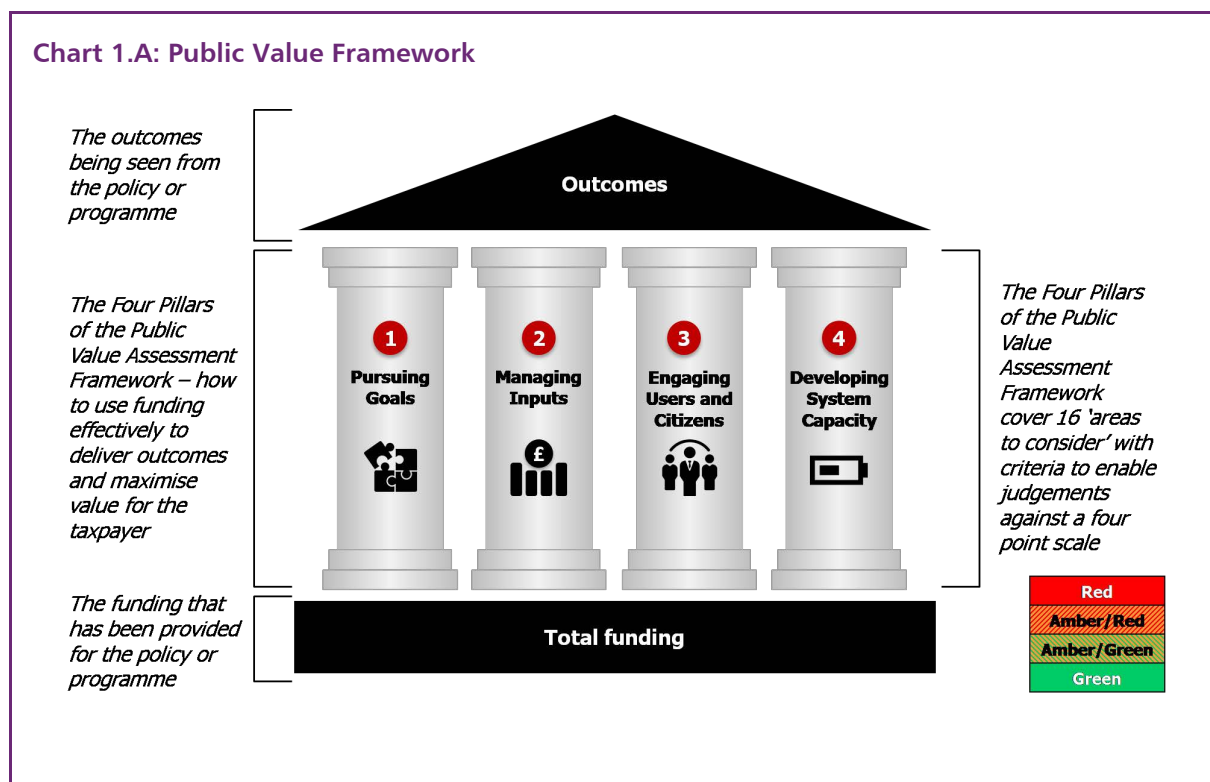 Chart 1.A: Public Value Framework
The outcomes
being seen from
the policy or
programme
Outcomes
The Four Pillars
of the Public
Value Assessment
Framework – how
to use funding
effectively to
deliver outcomes
and maximise
value for the
taxpayer
1
Pursuing
Goals
2
Managing
Inputs
£
3
Engaging
Users and
Citizens
4
Developing
System
Capacity
The Four Pillars
of the Public
Value
Assessment
Framework
cover 16 ‘areas
to consider’ with
criteria to enable
judgements
against a four
point scale
The funding that
has been provided
for the policy or
programme
Total funding
Red
Amber/Red
Amber/Green
Green